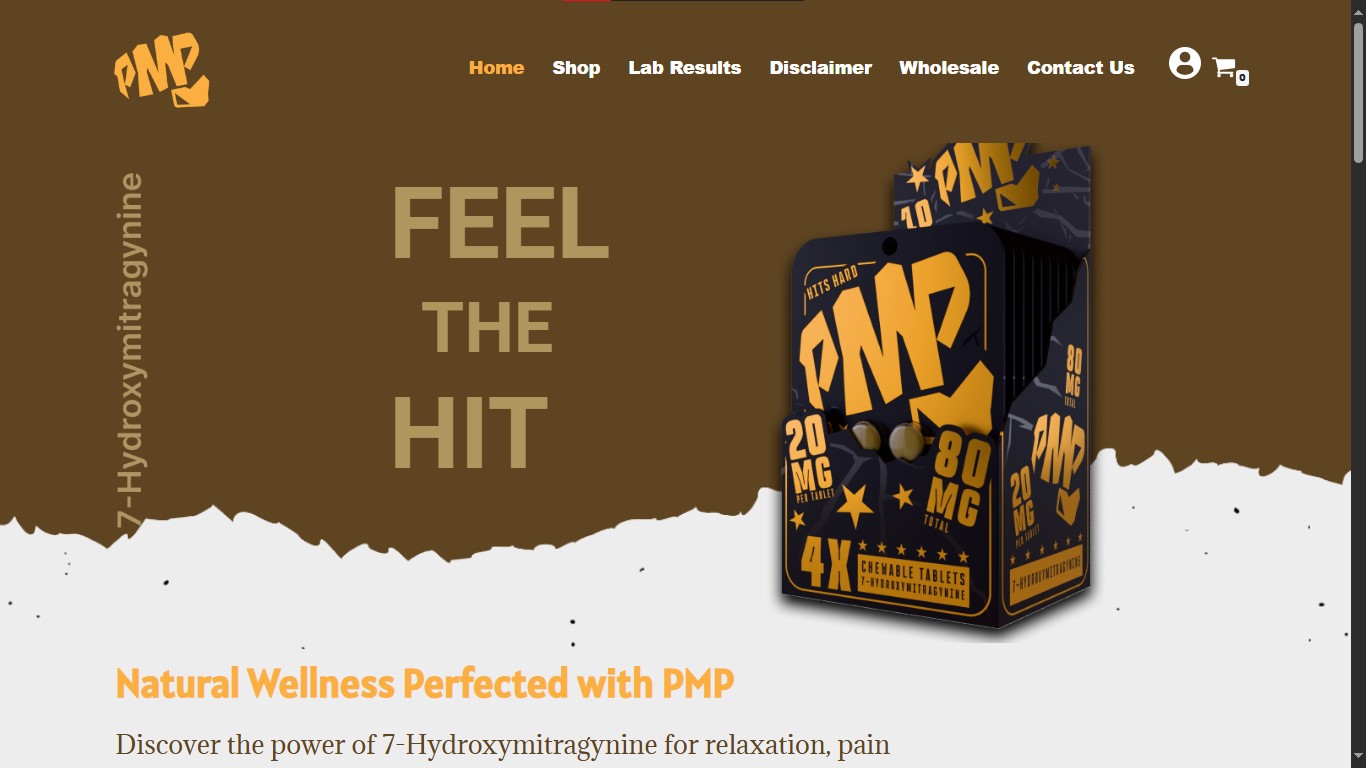 PMP
Home Shop Lab Results Disclaimer Wholesale Contact Us 0
7-Hydroxymitragynine
FEEL
THE
HIT
PMP
10
HITS HARD
PMP
20
MG
PER TABLET
80
MG
TOTAL
4X
CHEWABLE TABLETS
7-HYDROXYMITRAGYNINE
80
MG
TOTAL
PMP
20
MG
PER TABLET
7-HYDROXYMITRAGYNINE
Natural Wellness Perfected with PMP
Discover the power of 7-Hydroxymitragynine for relaxation, pain